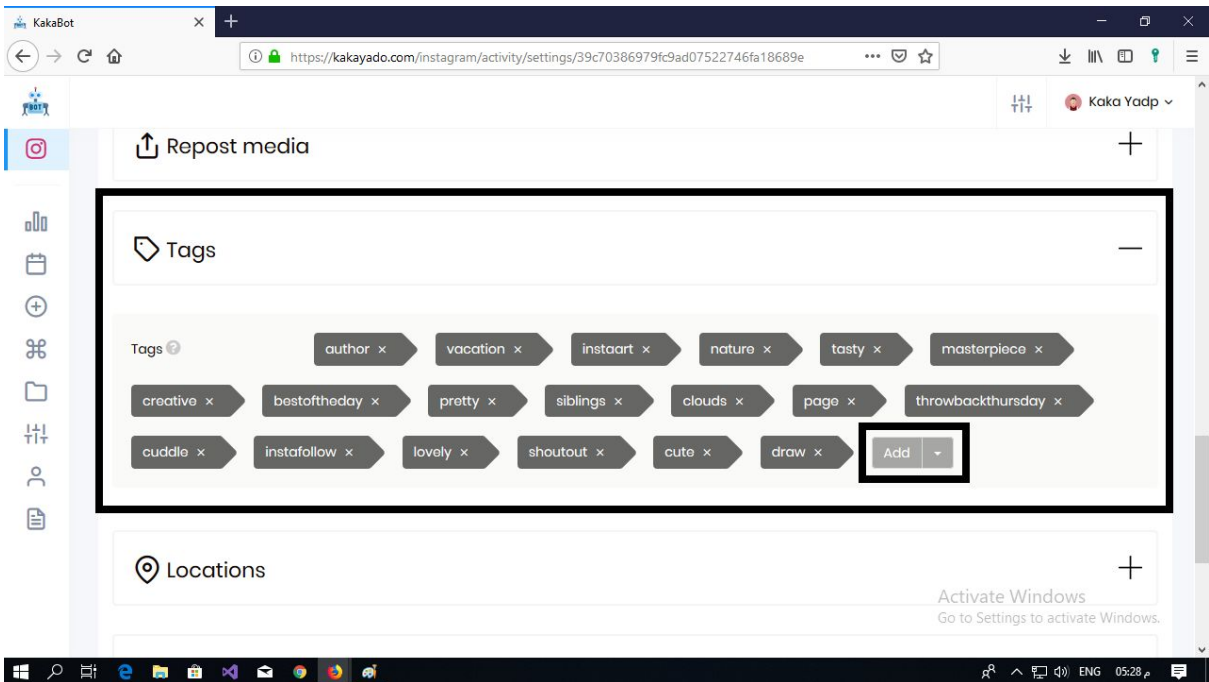 KakaBot
https://kakayado.com/instagram/activity/settings/39c70386979fc9ad07522746fa18689e
BOT
Kaka Yadp
Repost media
Tags
Tags
author × vacation × instaart × nature × tasty × masterpiece ×
creative × bestoftheday × pretty × siblings × clouds × page × throwbackthursday ×
cuddle × instafollow × lovely × shoutout × cute × draw × Add
Locations
Activate Windows
Go to Settings to activate Windows.
ENG 05:28 م